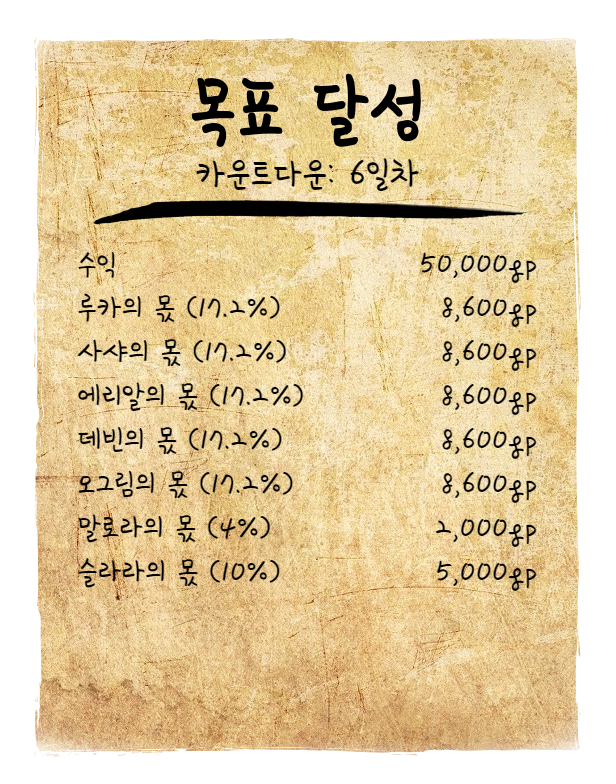 목표 달성
카운트다운: 6일차
수익 50,000gp
루카의 몫 (17.2%) 8,600gp
사샤의 몫 (17.2%) 8,600gp
에리알의 몫 (17.2%) 8,600gp
데빈의 몫 (17.2%) 8,600gp
오그림의 몫 (17.2%) 8,600gp
말로라의 몫 (4%) 2,000gp
슬라라의 몫 (10%) 5,000gp